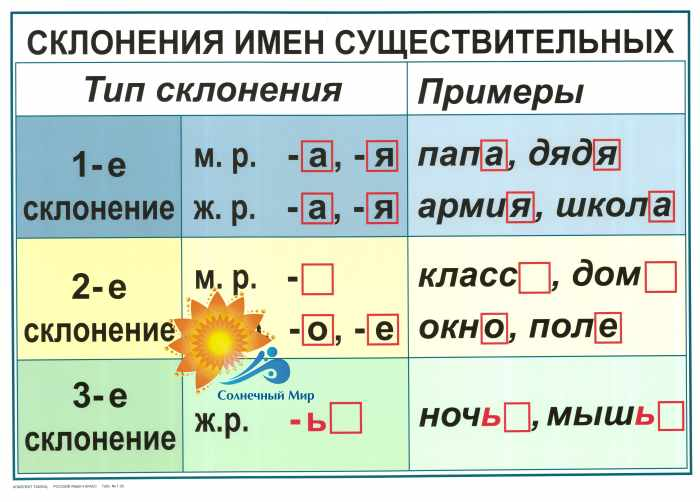 СКЛОНЕНИЯ ИМЕН СУЩЕСТВИТЕЛЬНЫХ
Тип склонения Примеры
1-е склонение
м. р. -а, -я папа, дядя
ж. р. -а, -я армия, школа
2-е склонение
м. р. - класс, дом
-о, -е окно, поле
3-е склонение
ж.р. -ь ночь, мышь
Солнечный Мир